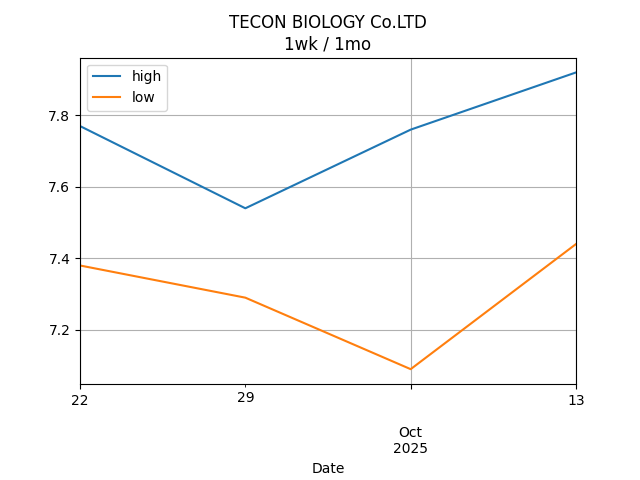 TECON BIOLOGY Co.LTD
1wk / 1mo
high
low
7.8
7.6
7.4
7.2
22
29
13
Oct
2025
Date